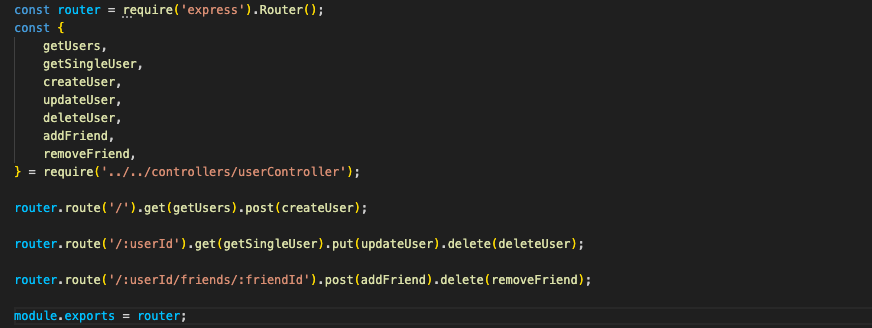 const router = require('express').Router();
const {
    getUsers,
    getSingleUser,
    createUser,
    updateUser,
    deleteUser,
    addFriend,
    removeFriend,
} = require('../../controllers/userController');

router.route('/').get(getUsers).post(createUser);

router.route('/:userId').get(getSingleUser).put(updateUser).delete(deleteUser);

router.route('/:userId/friends/:friendId').post(addFriend).delete(removeFriend);

module.exports = router;